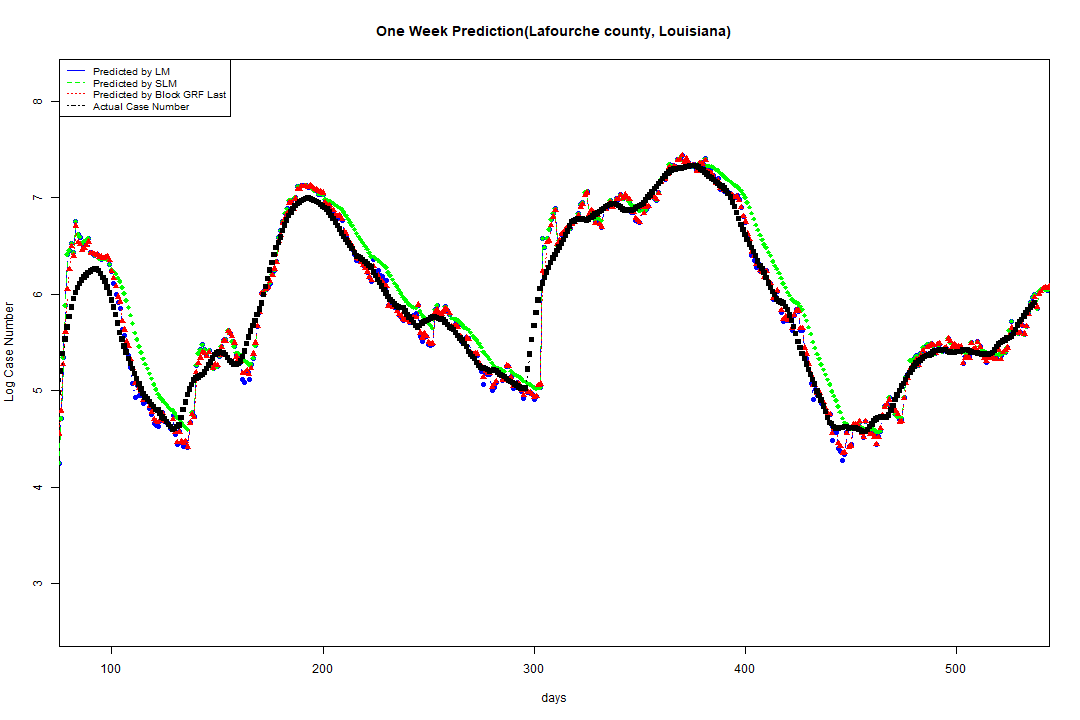 One Week Prediction(Lafourche county, Louisiana)
Predicted by LM
Predicted by SLM
Predicted by Block GRF Last
Actual Case Number
8
7
6
5
4
3
Log Case Number
100 200 300 400 500
days